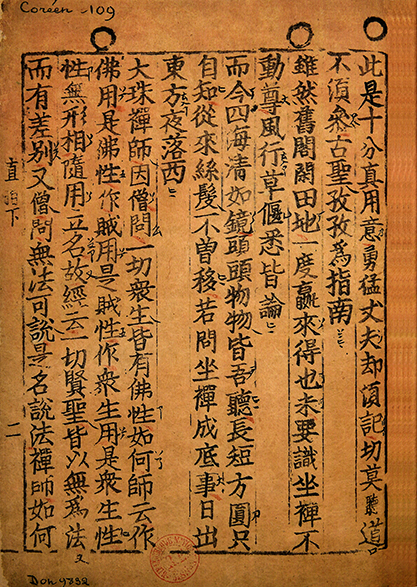 Coréen - 109
此是十分真用意勇猛丈夫却須記切莫聽道
不須叅古聖孜孜爲指南
雖然舊閣閑田地一度贏來得也未要識坐禪不
動尊風行草偃悉皆論
而今四海清如鏡頭頭物物皆吾聽長短方圓只
自知從來絲髮不曽移若問坐禪成底事日出
東方夜落西
大珠禪師因僧問一切衆生皆有佛性如何師云作
佛用是佛性作賊用是賊性作衆生用是衆生性
性無形相隨用立名故經云一切賢聖皆以無爲法
而有差別又僧問無法可說是名說法禪師如何
直指下 二
Don 9832